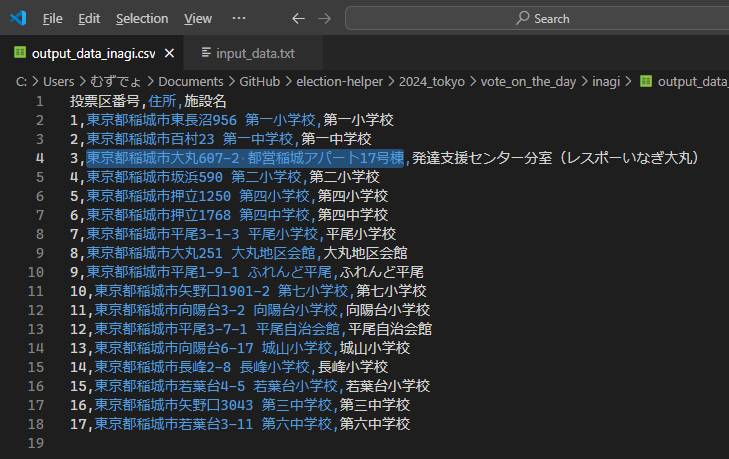 File Edit Selection View ··· ← → Search
output_data_inagi.csv × input_data.txt
C: > Users > むずでょ > Documents > GitHub > election-helper > 2024_tokyo > vote_on_the_day > inagi > output_data_
1 投票区番号,住所,施設名
2 1,東京都稲城市東長沼956 第一小学校,第一小学校
3 2,東京都稲城市百村23 第一中学校,第一中学校
4 3,東京都稲城市大丸607-2 都営稲城アパート17号棟,発達支援センター分室（レスポーいなぎ大丸）
5 4,東京都稲城市坂浜590 第二小学校,第二小学校
6 5,東京都稲城市押立1250 第四小学校,第四小学校
7 6,東京都稲城市押立1768 第四中学校,第四中学校
8 7,東京都稲城市平尾3-1-3 平尾小学校,平尾小学校
9 8,東京都稲城市大丸251 大丸地区会館,大丸地区会館
10 9,東京都稲城市平尾1-9-1 ふれんど平尾,ふれんど平尾
11 10,東京都稲城市矢野口1901-2 第七小学校,第七小学校
12 11,東京都稲城市向陽台3-2 向陽台小学校,向陽台小学校
13 12,東京都稲城市平尾3-7-1 平尾自治会館,平尾自治会館
14 13,東京都稲城市向陽台6-17 城山小学校,城山小学校
15 14,東京都稲城市長峰2-8 長峰小学校,長峰小学校
16 15,東京都稲城市若葉台4-5 若葉台小学校,若葉台小学校
17 16,東京都稲城市矢野口3043 第三中学校,第三中学校
18 17,東京都稲城市若葉台3-11 第六中学校,第六中学校
19